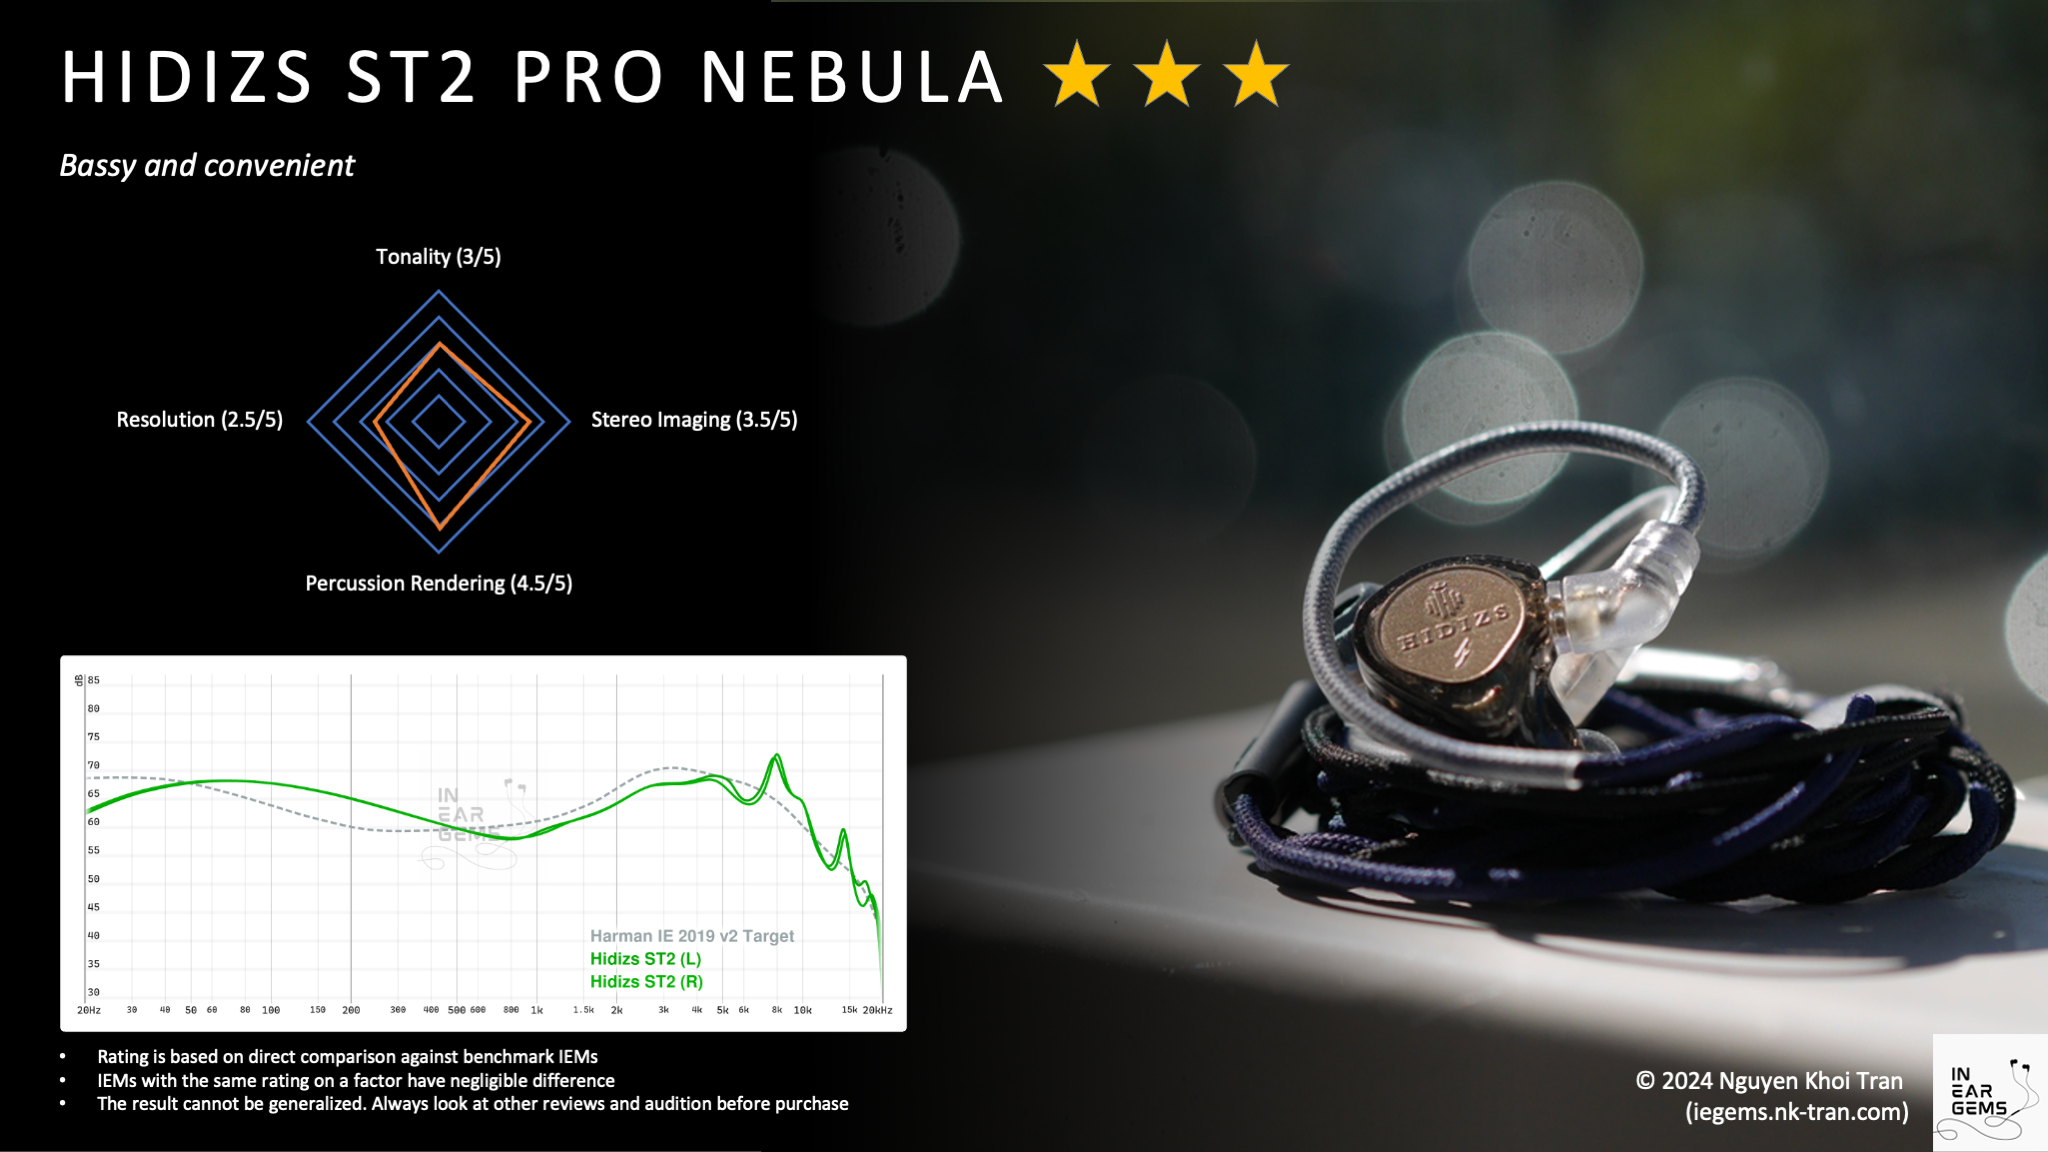 HIDIZS ST2 PRO NEBULA
Bassy and convenient
Tonality (3/5)
Resolution (2.5/5)
Stereo Imaging (3.5/5)
Percussion Rendering (4.5/5)
dB
85
80
75
70
65
60
55
50
45
40
35
30
IN
EAR
GEMS
Harman IE 2019 v2 Target
Hidizs ST2 (L)
Hidizs ST2 (R)
20Hz 30 40 50 60 80 100 150 200 300 400 500 600 800 1k 1.5k 2k 3k 4k 5k 6k 8k 10k 15k 20kHz
• Rating is based on direct comparison against benchmark IEMs
• IEMs with the same rating on a factor have negligible difference
• The result cannot be generalized. Always look at other reviews and audition before purchase
HIDIZS
© 2024 Nguyen Khoi Tran
(iegems.nk-tran.com)
IN
EAR
GEMS